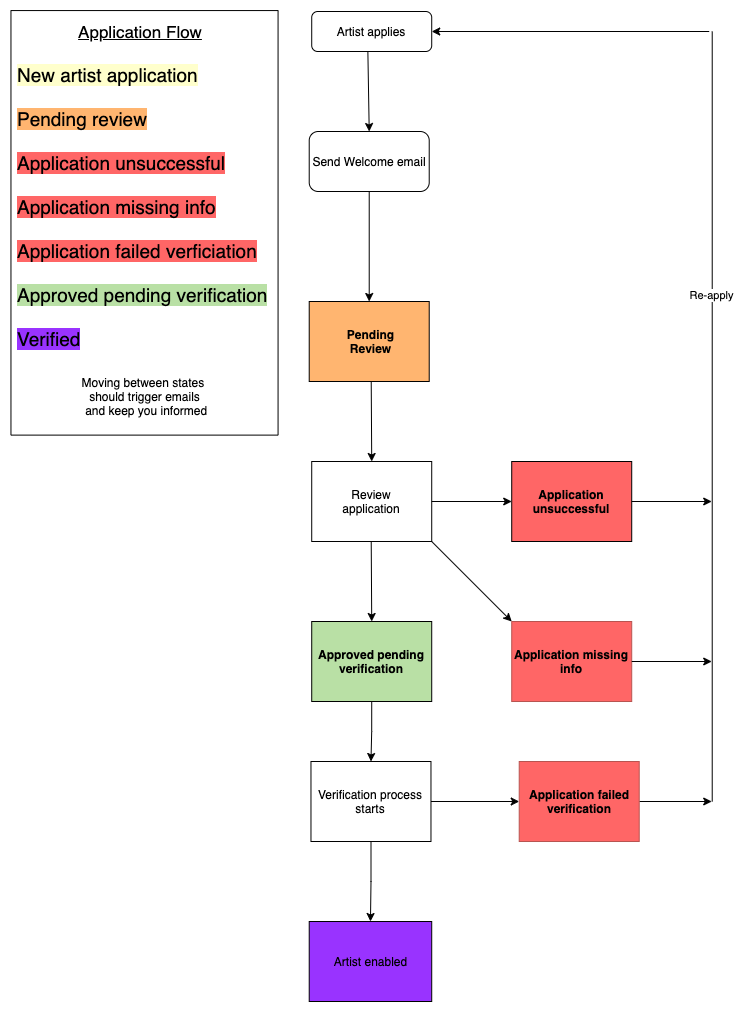 Application Flow
New artist application
Pending review
Application unsuccessful
Application missing info
Application failed verficiation
Approved pending verification
Verified
Moving between states
should trigger emails
and keep you informed
Artist applies
Send Welcome email
Re-apply
Pending
Review
Review
application
Application
unsuccessful
Approved pending
verification
Application missing
info
Verification process
starts
Application failed
verification
Artist enabled